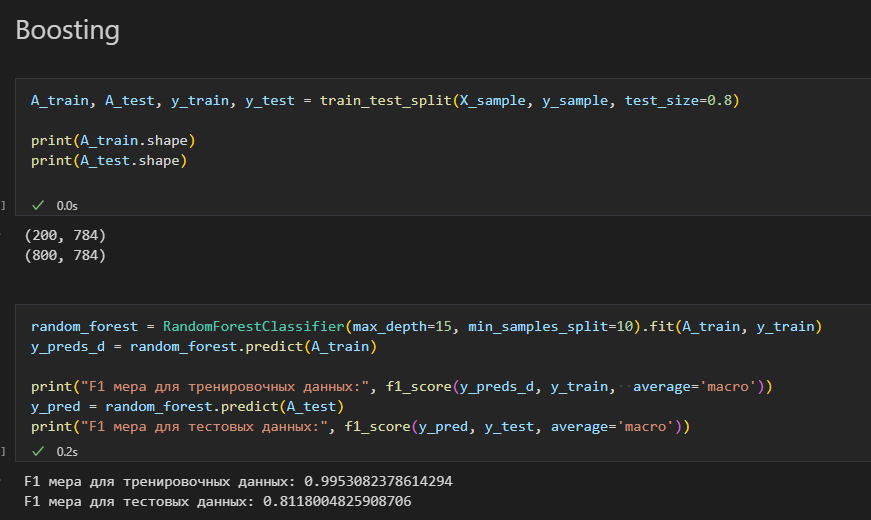 Boosting
A_train, A_test, y_train, y_test = train_test_split(X_sample, y_sample, test_size=0.8)
print(A_train.shape)
print(A_test.shape)
] ✓ 0.0s
(200, 784)
(800, 784)
random_forest = RandomForestClassifier(max_depth=15, min_samples_split=10).fit(A_train, y_train)
y_preds_d = random_forest.predict(A_train)
print("F1 мера для тренировочных данных:", f1_score(y_preds_d, y_train,  average='macro'))
y_pred = random_forest.predict(A_test)
print("F1 мера для тестовых данных:", f1_score(y_pred, y_test, average='macro'))
] ✓ 0.2s
F1 мера для тренировочных данных: 0.9953082378614294
F1 мера для тестовых данных: 0.8118004825908706